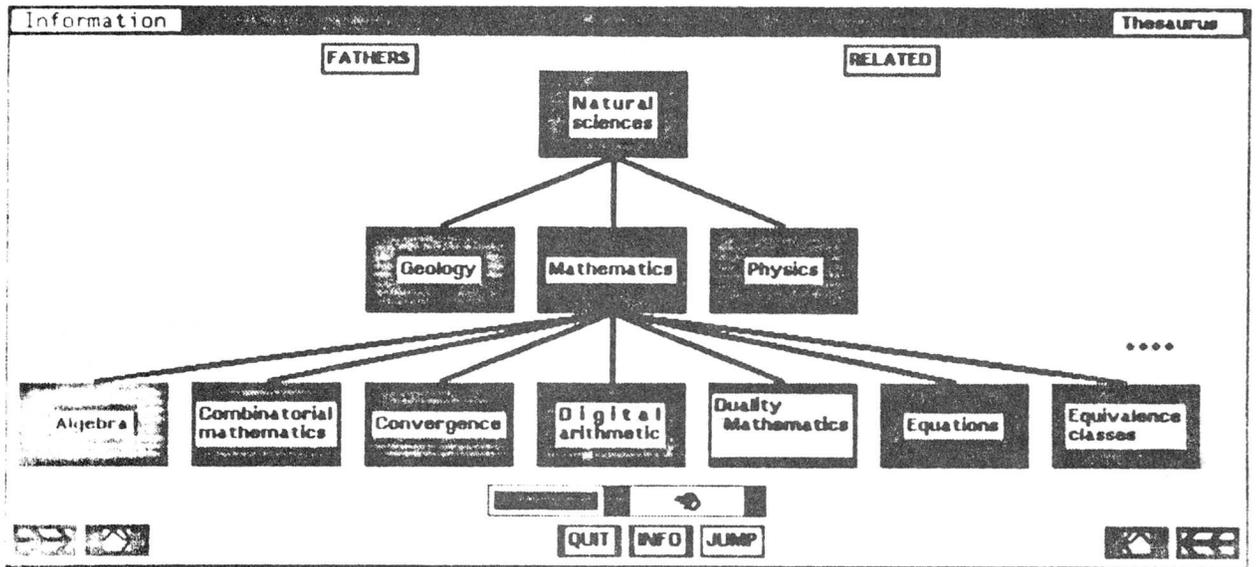 Information
Thesaurus
FATHERS
RELATED
Natural
sciences
Geology
Mathematics
Physics
Algebra
Combinatorial
mathematics
Convergence
Digital
arithmetic
Duality
Mathematics
Equations
Equivalence
classes
QUIT
INFO
JUMP